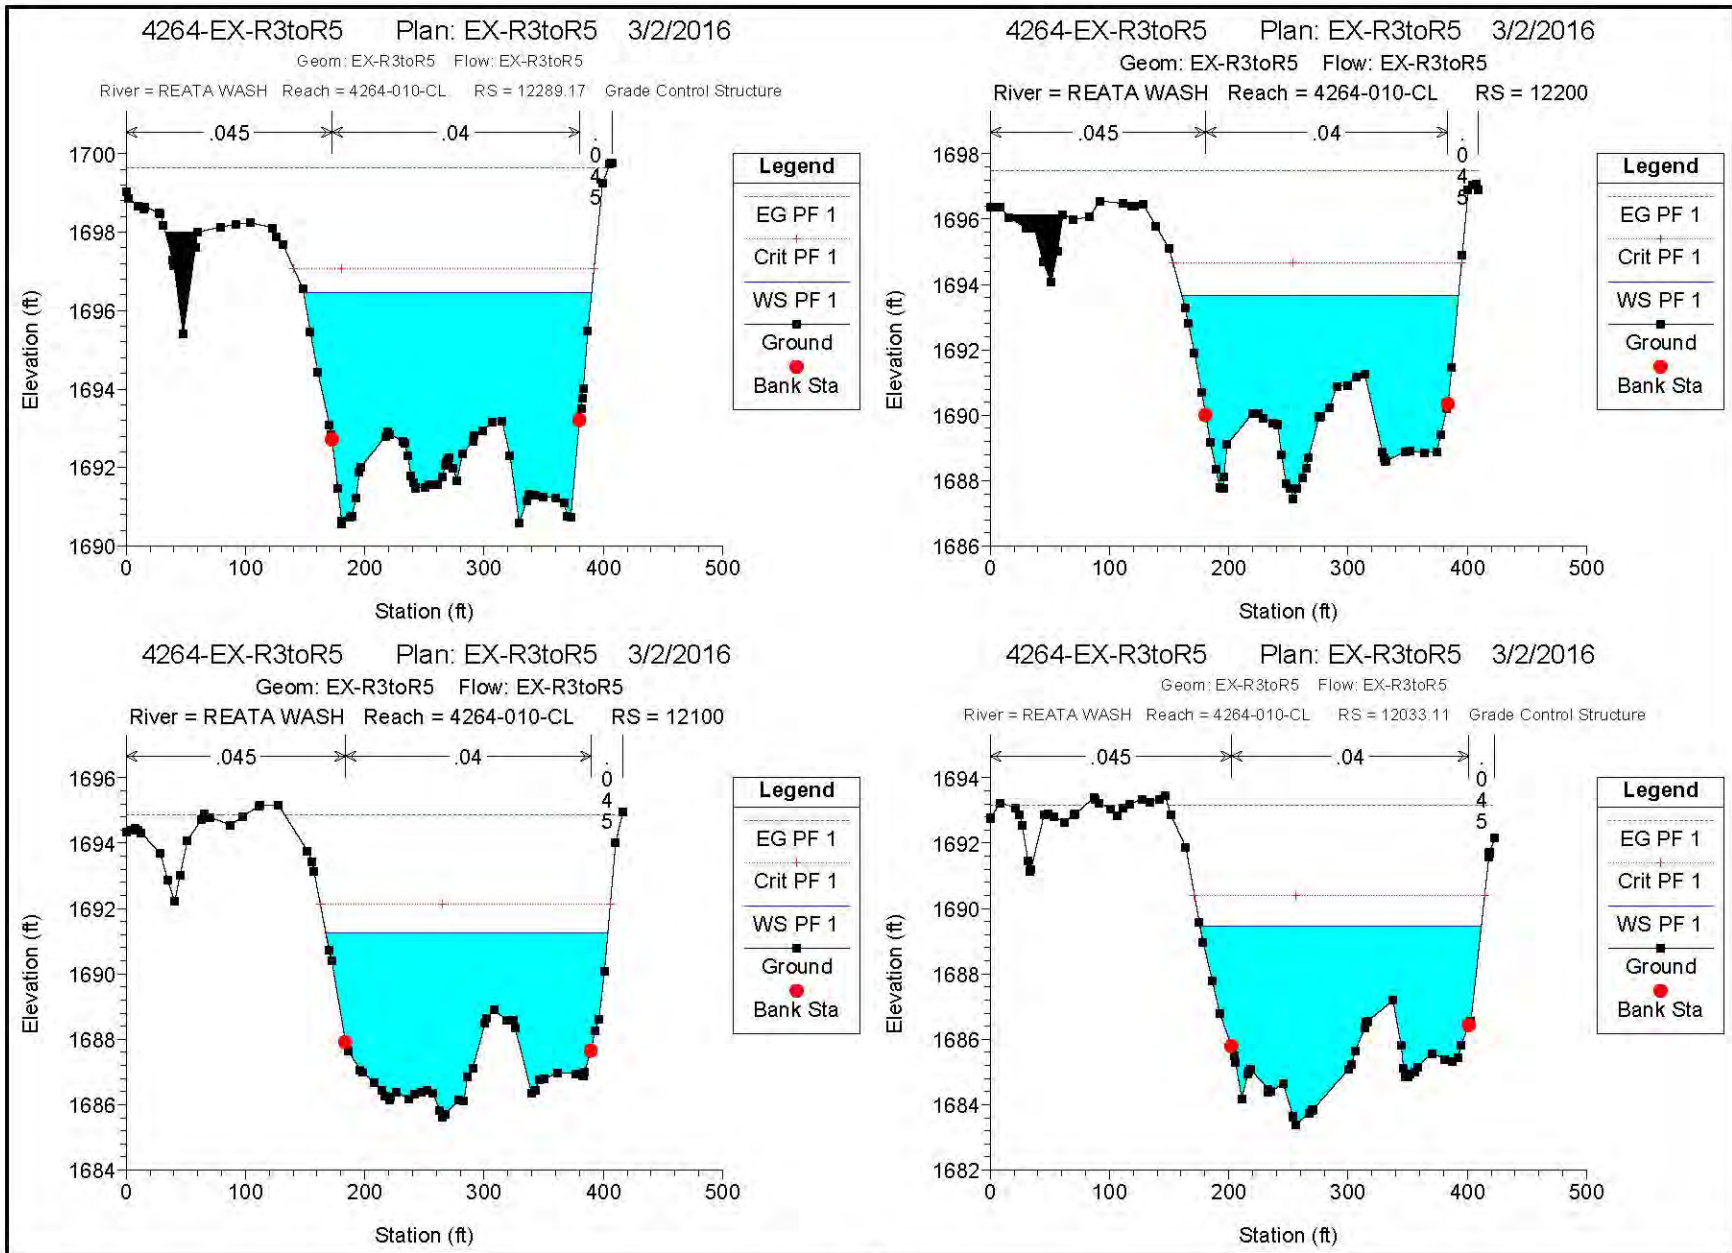 4264-EX-R3toR5 Plan: EX-R3toR5 3/2/2016
Geom: EX-R3toR5 Flow: EX-R3toR5
River = REATA WASH Reach = 4264-010-CL RS = 12289.17 Grade Control Structure
.045 .04 .045
1700
1698
1696
1694
1692
1690
Elevation (ft)
0 100 200 300 400 500
Station (ft)
Legend
EG PF 1
Crit PF 1
WS PF 1
Ground
Bank Sta
4264-EX-R3toR5 Plan: EX-R3toR5 3/2/2016
Geom: EX-R3toR5 Flow: EX-R3toR5
River = REATA WASH Reach = 4264-010-CL RS = 12200
.045 .04 .045
1698
1696
1694
1692
1690
1688
1686
Elevation (ft)
0 100 200 300 400 500
Station (ft)
Legend
EG PF 1
Crit PF 1
WS PF 1
Ground
Bank Sta
4264-EX-R3toR5 Plan: EX-R3toR5 3/2/2016
Geom: EX-R3toR5 Flow: EX-R3toR5
River = REATA WASH Reach = 4264-010-CL RS = 12100
.045 .04 .045
1696
1694
1692
1690
1688
1686
1684
Elevation (ft)
0 100 200 300 400 500
Station (ft)
Legend
EG PF 1
Crit PF 1
WS PF 1
Ground
Bank Sta
4264-EX-R3toR5 Plan: EX-R3toR5 3/2/2016
Geom: EX-R3toR5 Flow: EX-R3toR5
River = REATA WASH Reach = 4264-010-CL RS = 12033.11 Grade Control Structure
.045 .04 .045
1694
1692
1690
1688
1686
1684
1682
Elevation (ft)
0 100 200 300 400 500
Station (ft)
Legend
EG PF 1
Crit PF 1
WS PF 1
Ground
Bank Sta